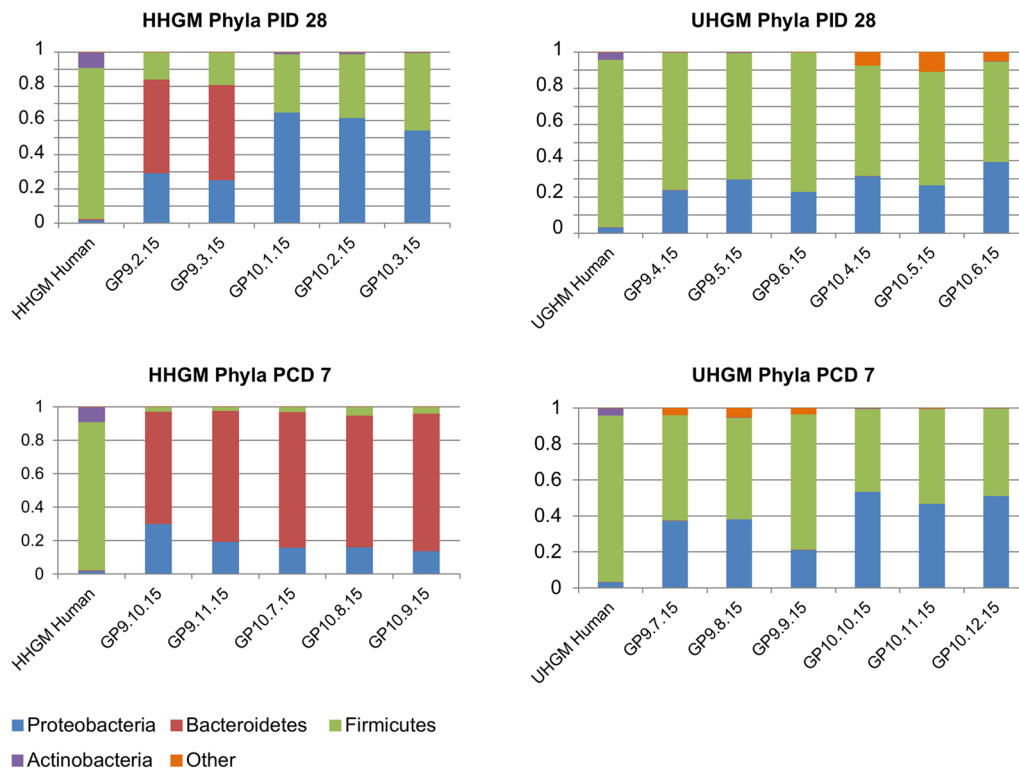 HHGM Phyla PID 28
1
0.8
0.6
0.4
0.2
0
HHGM Human
GP9.2.15
GP9.3.15
GP10.1.15
GP10.2.15
GP10.3.15
UHGM Phyla PID 28
1
0.8
0.6
0.4
0.2
0
UGHM Human
GP9.4.15
GP9.5.15
GP9.6.15
GP10.4.15
GP10.5.15
GP10.6.15
HHGM Phyla PCD 7
1
0.8
0.6
0.4
0.2
0
HHGM Human
GP9.10.15
GP9.11.15
GP10.7.15
GP10.8.15
GP10.9.15
UHGM Phyla PCD 7
1
0.8
0.6
0.4
0.2
0
UHGM Human
GP9.7.15
GP9.8.15
GP9.9.15
GP10.10.15
GP10.11.15
GP10.12.15
Proteobacteria Bacteroidetes Firmicutes
Actinobacteria Other